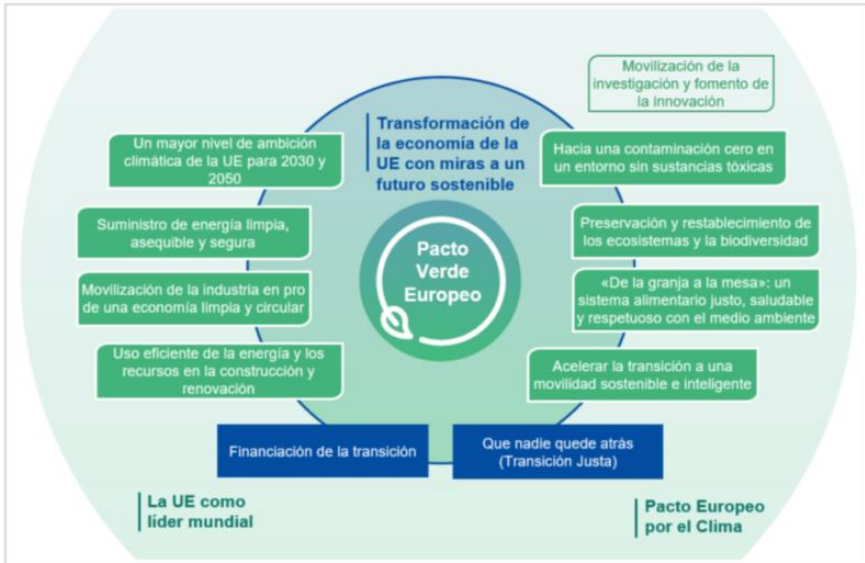 Movilización de la
investigación y fomento de
la innovación
Transformación de
la economía de la
UE con miras a un
futuro sostenible
Un mayor nivel de ambición
climática de la UE para 2030 y
2050
Suministro de energía limpia,
asequible y segura
Movilización de la industria en pro
de una economía limpia y circular
Uso eficiente de la energía y los
recursos en la construcción y
renovación
Pacto
Verde
Europeo
Hacia una contaminación cero en
un entorno sin sustancias tóxicas
Preservación y restablecimiento de
los ecosistemas y la biodiversidad
«De la granja a la mesa»: un
sistema alimentario justo, saludable
y respetuoso con el medio ambiente
Acelerar la transición a una
movilidad sostenible e inteligente
Financiación de la transición
Que nadie quede atrás
(Transición Justa)
La UE como
líder mundial
Pacto Europeo
por el Clima